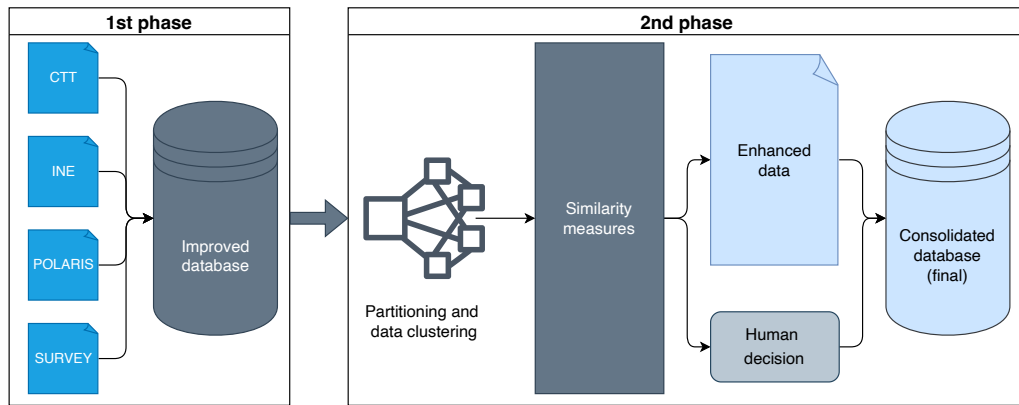 1st phase
CTT
INE
POLARIS
SURVEY
Improved
database
2nd phase
Partitioning and
data clustering
Similarity
measures
Enhanced
data
Human
decision
Consolidated
database
(final)